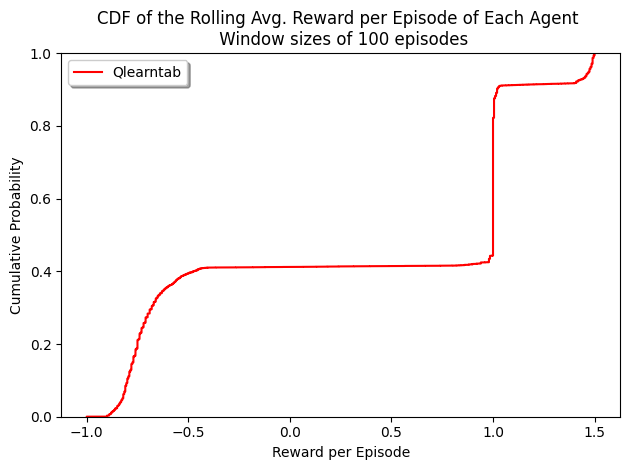 CDF of the Rolling Avg. Reward per Episode of Each Agent
Window sizes of 100 episodes
Qlearntab
Cumulative Probability
1.0
0.8
0.6
0.4
0.2
0.0
−1.0 −0.5 0.0 0.5 1.0 1.5
Reward per Episode